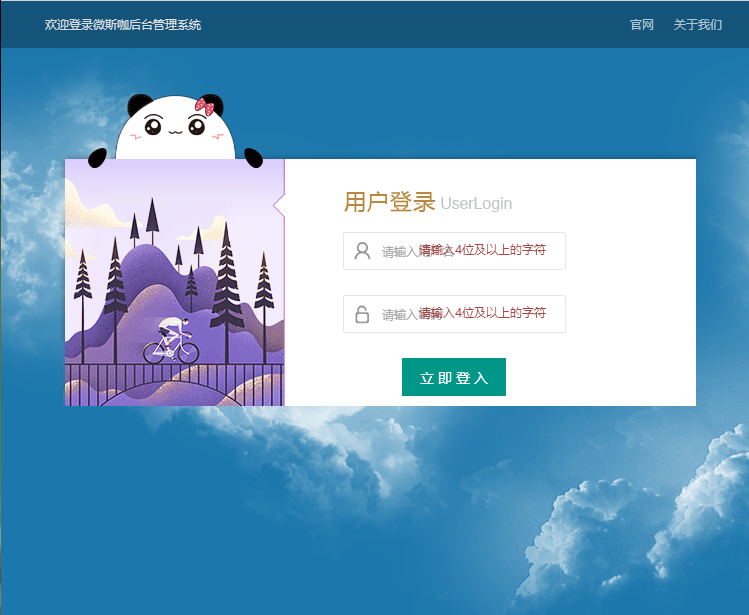 欢迎登录微斯咖后台管理系统
官网 关于我们
用户登录 UserLogin
请输入
请输入4位及以上的字符
请输入
请输入4位及以上的字符
立即登入